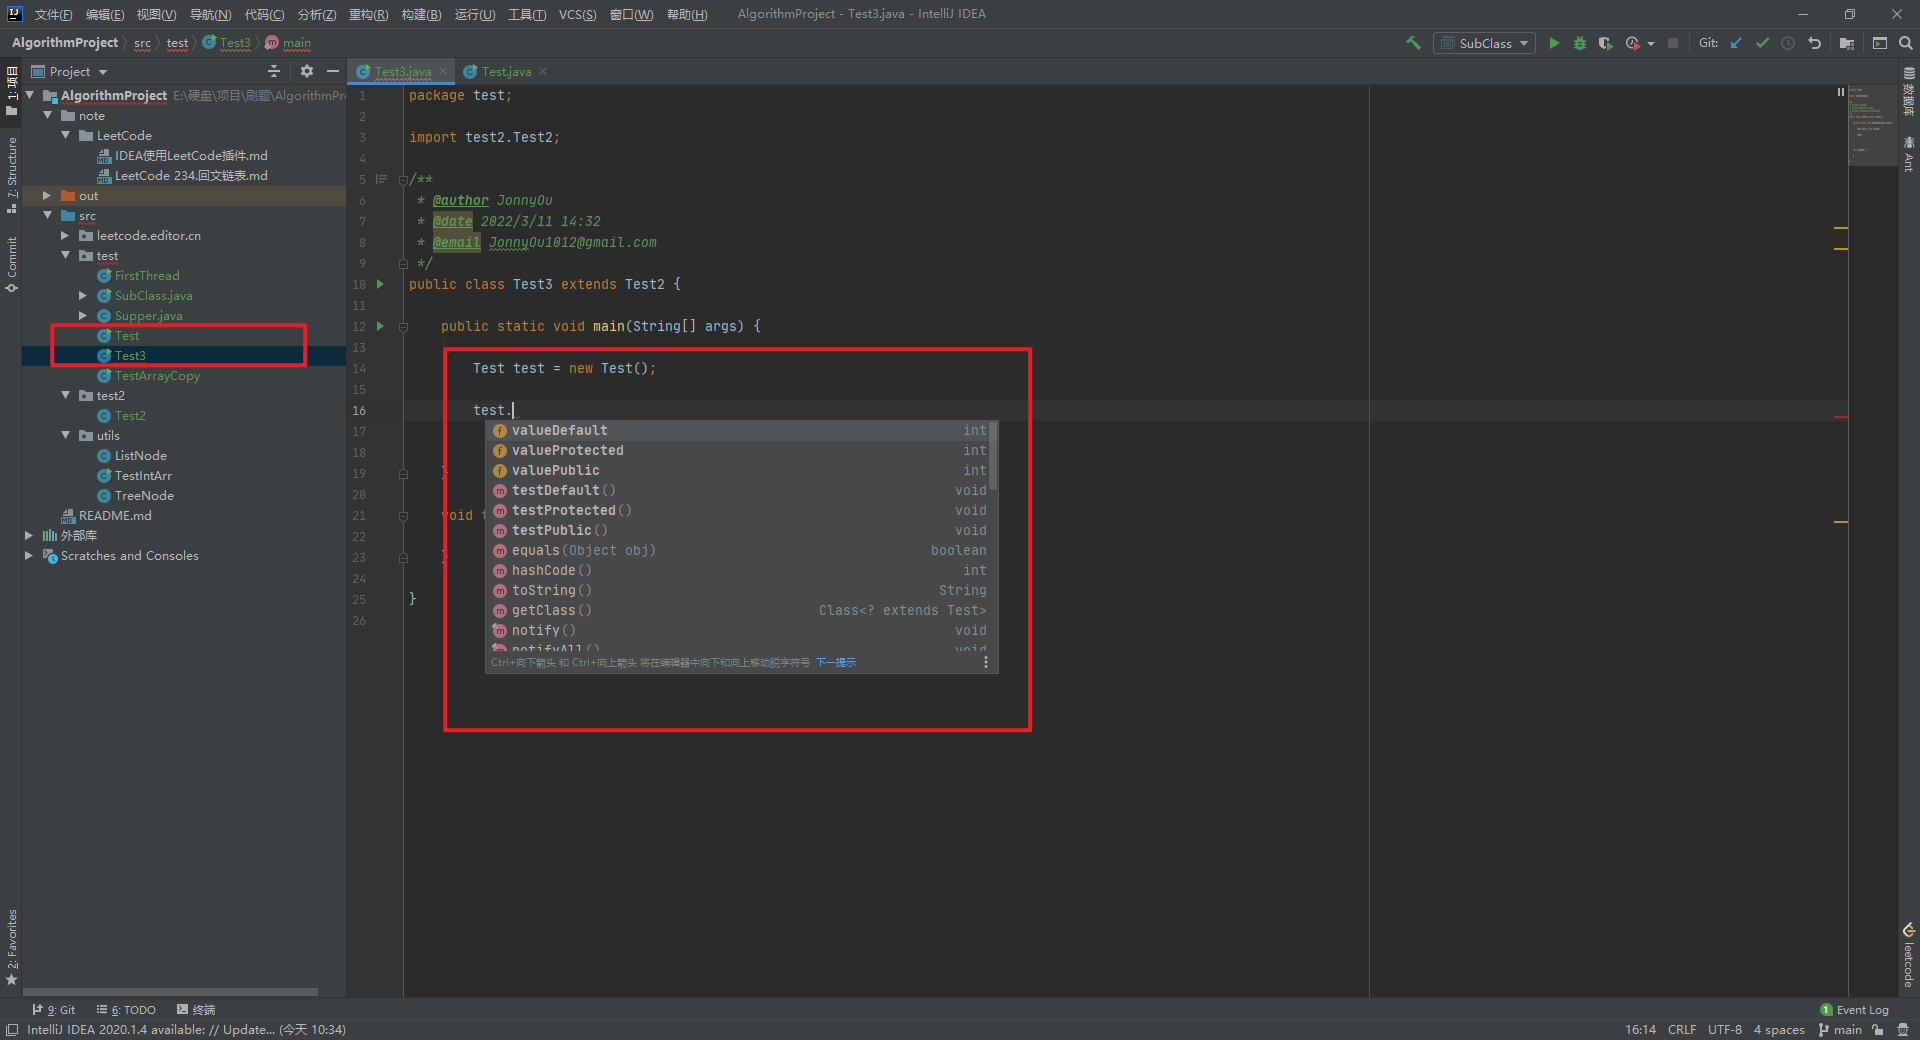 文件(F) 编辑(E) 视图(V) 导航(N) 代码(C) 分析(Z) 重构(R) 构建(B) 运行(U) 工具(T) VCS(S) 窗口(W) 帮助(H) AlgorithmProject - Test3.java - IntelliJ IDEA
AlgorithmProject src test Test3 main
SubClass Git:
Project
Test3.java Test.java
1: 项目
7: Structure
Commit
2: Favorites
AlgorithmProject E:\硬盘\项目\刷题\AlgorithmPr
note
LeetCode
IDEA使用LeetCode插件.md
LeetCode 234.回文链表.md
out
src
leetcode.editor.cn
test
FirstThread
SubClass.java
Supper.java
Test
Test3
TestArrayCopy
test2
Test2
utils
ListNode
TestIntArr
TreeNode
README.md
外部库
Scratches and Consoles
1 package test;
2
3 import test2.Test2;
4
5 /**
6 * @author JonnyOu
7 * @date 2022/3/11 14:32
8 * @email JonnyOu1012@gmail.com
9 */
10 public class Test3 extends Test2 {
11
12 public static void main(String[] args) {
13
14 Test test = new Test();
15
16 test.
17
18
19
20
21 void
22
23
24
25 }
26
valueDefault int
valueProtected int
valuePublic int
testDefault() void
testProtected() void
testPublic() void
equals(Object obj) boolean
hashCode() int
toString() String
getClass() Class<? extends Test>
notify() void
notifyAll() void
Ctrl+向下箭头 和 Ctrl+向上箭头 将在编辑器中向下和向上移动脱字符号 下一提示
数据库
Ant
leetcode
9: Git 6: TODO 终端 1 Event Log
IntelliJ IDEA 2020.1.4 available: // Update... (今天 10:34) 16:14 CRLF UTF-8 4 spaces main